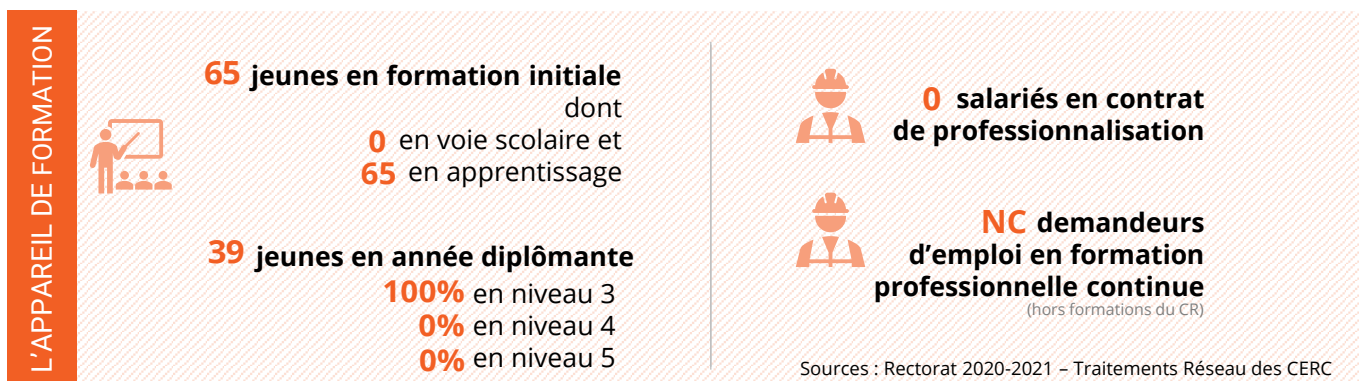 L'APPAREIL DE FORMATION
65 jeunes en formation initiale
dont
0 en voie scolaire et
65 en apprentissage
39 jeunes en année diplômante
100% en niveau 3
0% en niveau 4
0% en niveau 5
0 salariés en contrat
de professionnalisation
NC demandeurs
d’emploi en formation
professionnelle continue
(hors formations du CR)
Sources : Rectorat 2020-2021 – Traitements Réseau des CERC